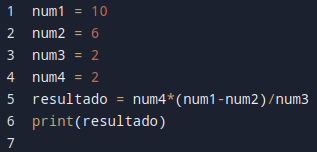 1 num1 = 10
2 num2 = 6
3 num3 = 2
4 num4 = 2
5 resultado = num4*(num1-num2)/num3
6 print(resultado)
7